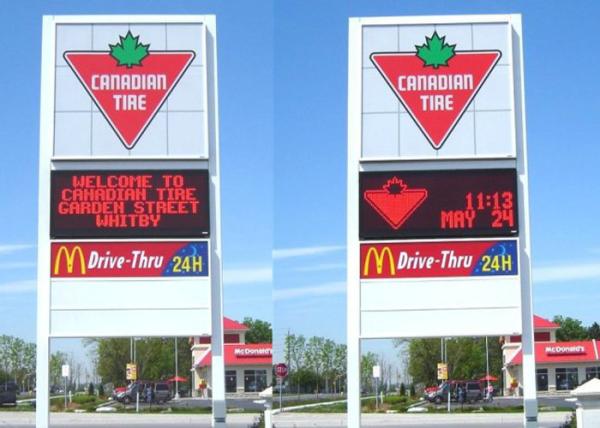 CANADIAN
TIRE
WELCOME TO
CANADIAN TIRE
GARDEN STREET
WHITBY
M Drive-Thru 24H
McDonald's
CANADIAN
TIRE
11:13
MAY 24
M Drive-Thru 24H
McDonald's